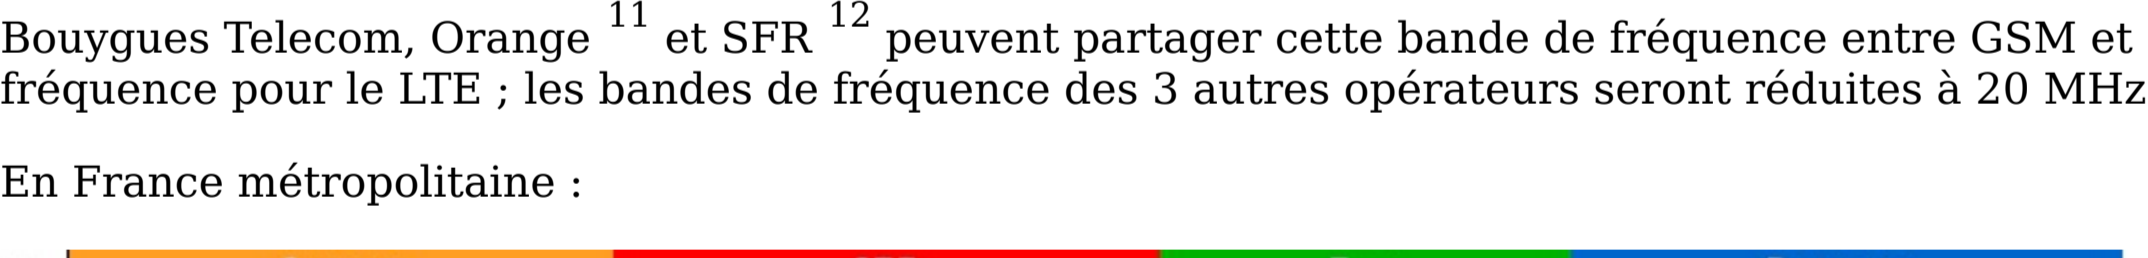 Bouygues Telecom, Orange 11 et SFR 12 peuvent partager cette bande de fréquence entre GSM et
fréquence pour le LTE ; les bandes de fréquence des 3 autres opérateurs seront réduites à 20 MHz
En France métropolitaine :